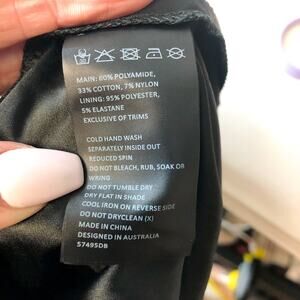 MAIN: 60% POLYAMIDE,
33% COTTON, 7% NYLON
LINING: 95% POLYESTER,
5% ELASTANE
EXCLUSIVE OF TRIMS
COLD HAND WASH
SEPARATELY INSIDE OUT
REDUCED SPIN
DO NOT BLEACH, RUB, SOAK OR
WRING
DO NOT TUMBLE DRY
DRY FLAT IN SHADE
COOL IRON ON REVERSE SIDE
DO NOT DRYCLEAN (X)
MADE IN CHINA
DESIGNED IN AUSTRALIA
57495DB